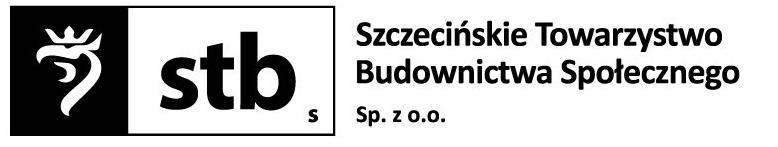 stb
s
Szczecińskie Towarzystwo
Budownictwa Społecznego
Sp. z o.o.